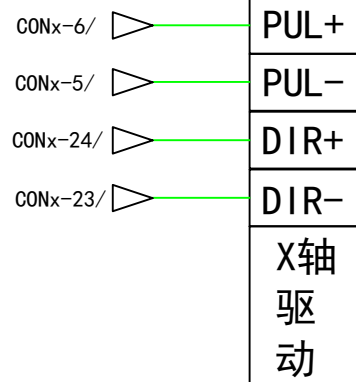 CONx-6/ PUL+
CONx-5/ PUL-
CONx-24/ DIR+
CONx-23/ DIR-
X轴
驱
动